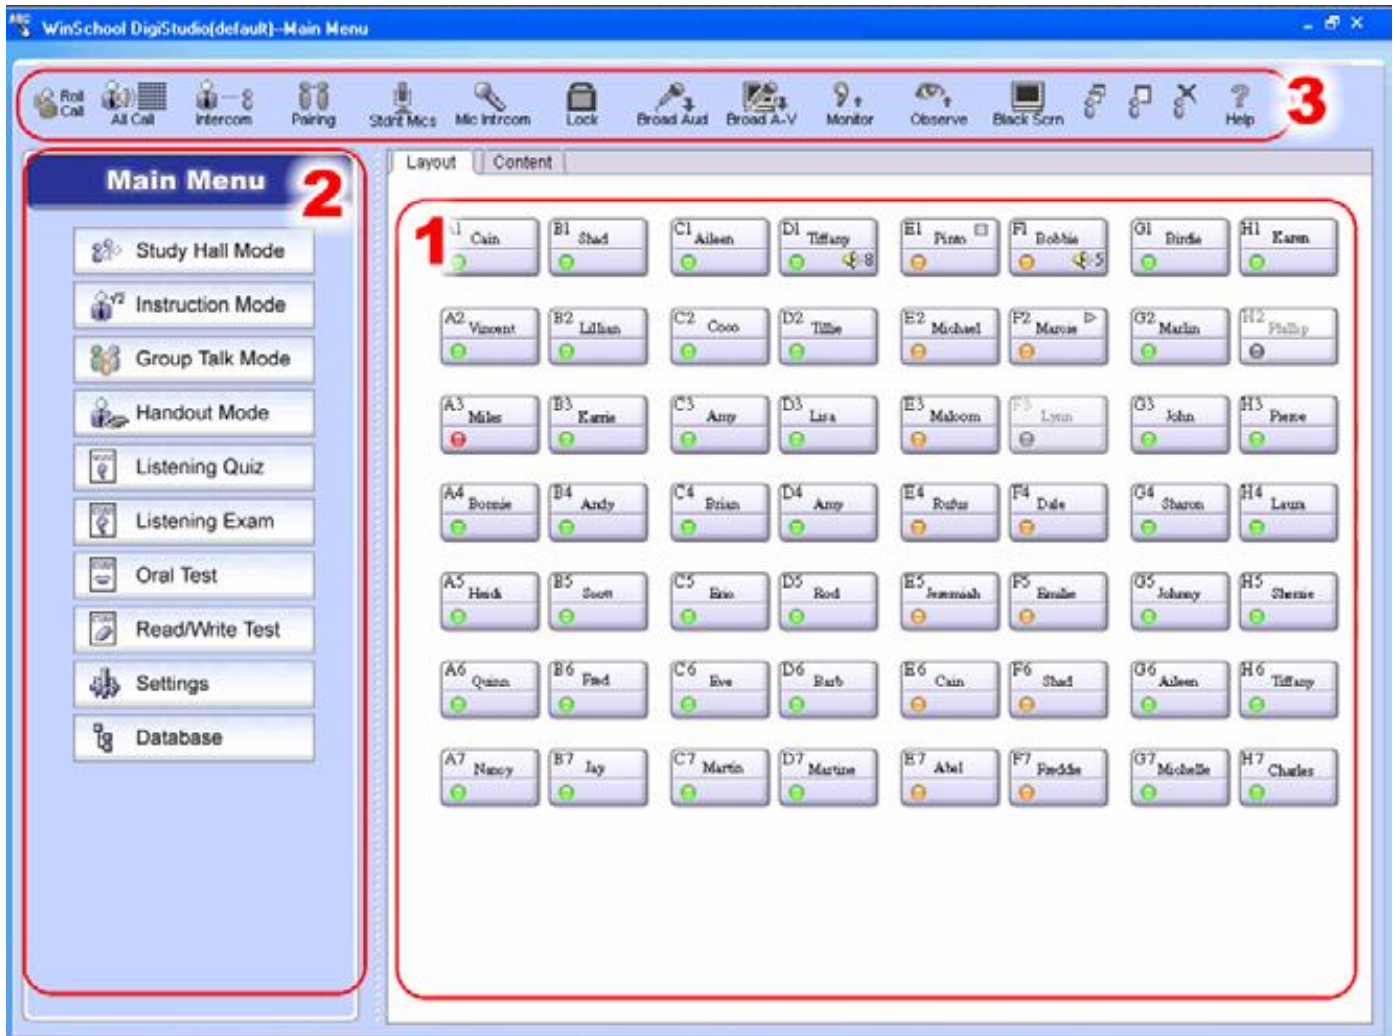 WinSchool DigiStudio[default]--Main Menu
Roll Call All Call Intercom Pairing Stdnt Mics Mic Intrcom Lock Broad Aud Broad A-V Monitor Observe Black Scrn Help 3
Main Menu 2
Study Hall Mode
Instruction Mode
Group Talk Mode
Handout Mode
Listening Quiz
Listening Exam
Oral Test
Read/Write Test
Settings
Database
Layout Content
1
Cain B1 Shad C1 Aileen D1 Tiffany 8 E1 Pinto F1 Bobbie 5 G1 Birdie H1 Karen
A2 Vincent B2 Lillian C2 Coco D2 Tillie E2 Michael F2 Marcie G2 Marlin H2 Phillip
A3 Miles B3 Karrie C3 Amy D3 Lisa E3 Malcom F3 Lynn G3 John H3 Pierce
A4 Bonnie B4 Andy C4 Brian D4 Amy E4 Rufus F4 Dale G4 Sharon H4 Laura
A5 Heidi B5 Scott C5 Eric D5 Rod E5 Jeremiah F5 Emilie G5 Johnny H5 Sherrie
A6 Quinn B6 Fred C6 Eve D6 Barb E6 Cain F6 Shad G6 Aileen H6 Tiffany
A7 Nancy B7 Jay C7 Martin D7 Martine E7 Abel F7 Freddie G7 Michelle H7 Charles